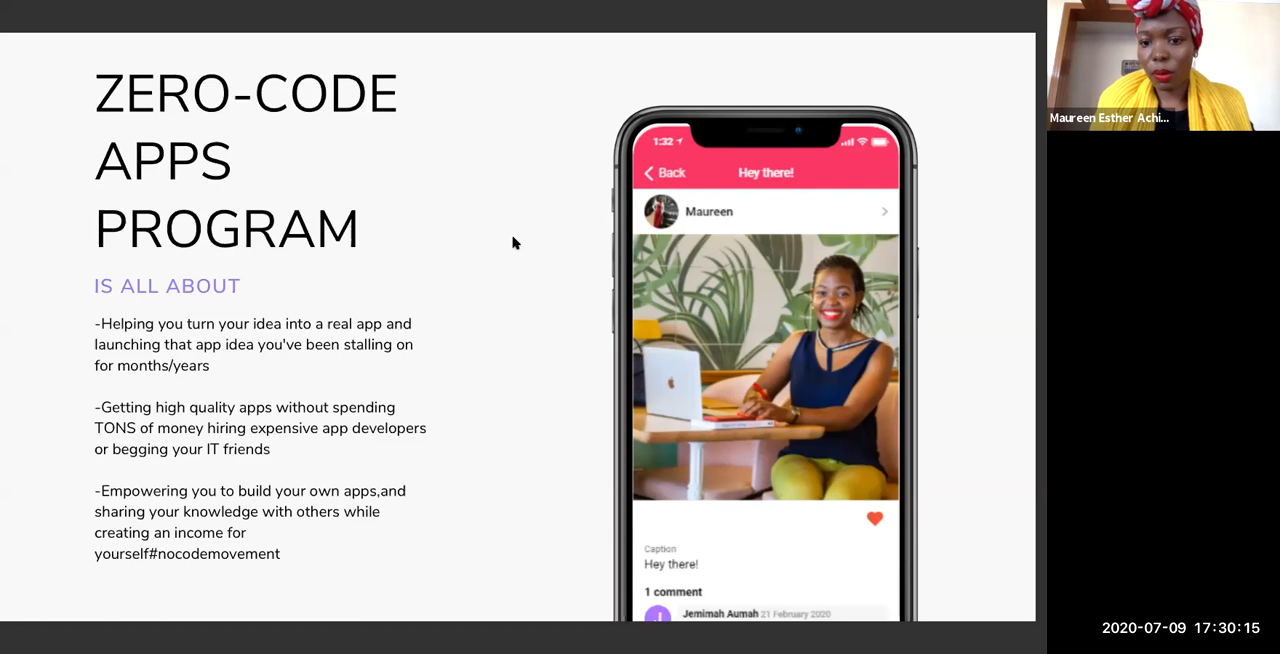 ZERO-CODE
APPS
PROGRAM
IS ALL ABOUT
-Helping you turn your idea into a real app and
launching that app idea you've been stalling on
for months/years
-Getting high quality apps without spending
TONS of money hiring expensive app developers
or begging your IT friends
-Empowering you to build your own apps,and
sharing your knowledge with others while
creating an income for
yourself#nocodemovement
1:32
Back
Hey there!
Maureen
Caption
Hey there!
1 comment
J
Jemimah Aumah 21 February 2020
Maureen Esther Achi...
2020-07-09 17:30:15